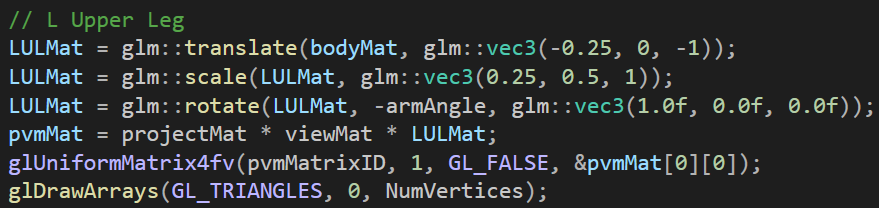 // L Upper Leg
LULMat = glm::translate(bodyMat, glm::vec3(-0.25, 0, -1));
LULMat = glm::scale(LULMat, glm::vec3(0.25, 0.5, 1));
LULMat = glm::rotate(LULMat, -armAngle, glm::vec3(1.0f, 0.0f, 0.0f));
pvmMat = projectMat * viewMat * LULMat;
glUniformMatrix4fv(pvmMatrixID, 1, GL_FALSE, &pvmMat[0][0]);
glDrawArrays(GL_TRIANGLES, 0, NumVertices);